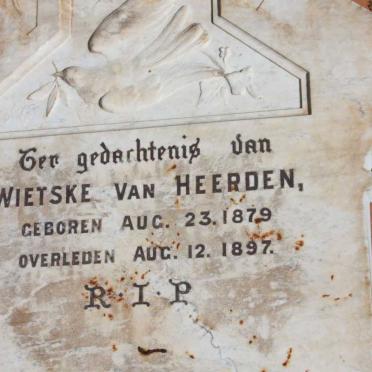 Ter gedachtenis van
WIETSKE VAN HEERDEN,
GEBOREN AUG. 23. 1879
OVERLEDEN AUG. 12. 1897.
R I P